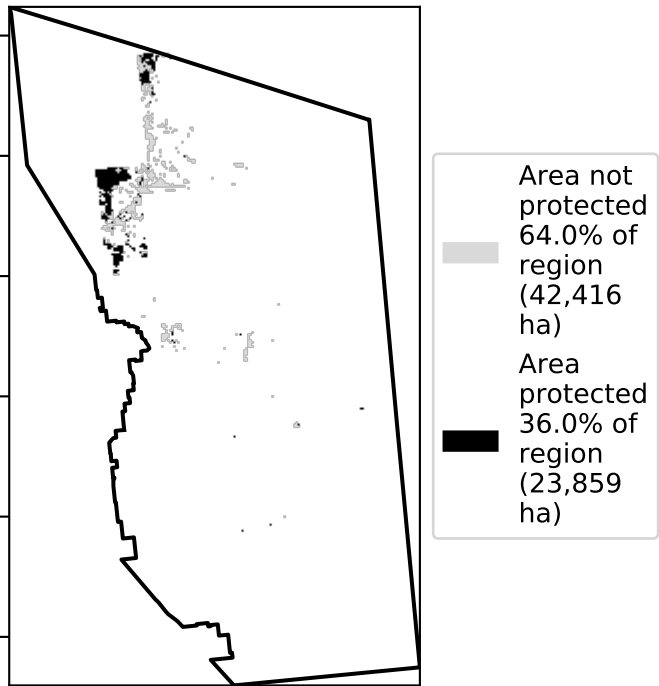 Area not
protected
64.0% of
region
(42,416
ha)
Area
protected
36.0% of
region
(23,859
ha)